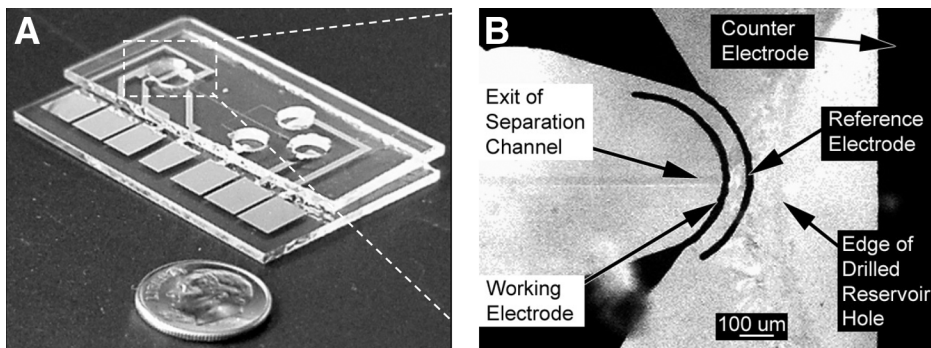 A
B
Counter
Electrode
Exit of
Separation
Channel
Reference
Electrode
Working
Electrode
Edge of
Drilled
Reservoir
Hole
100 um